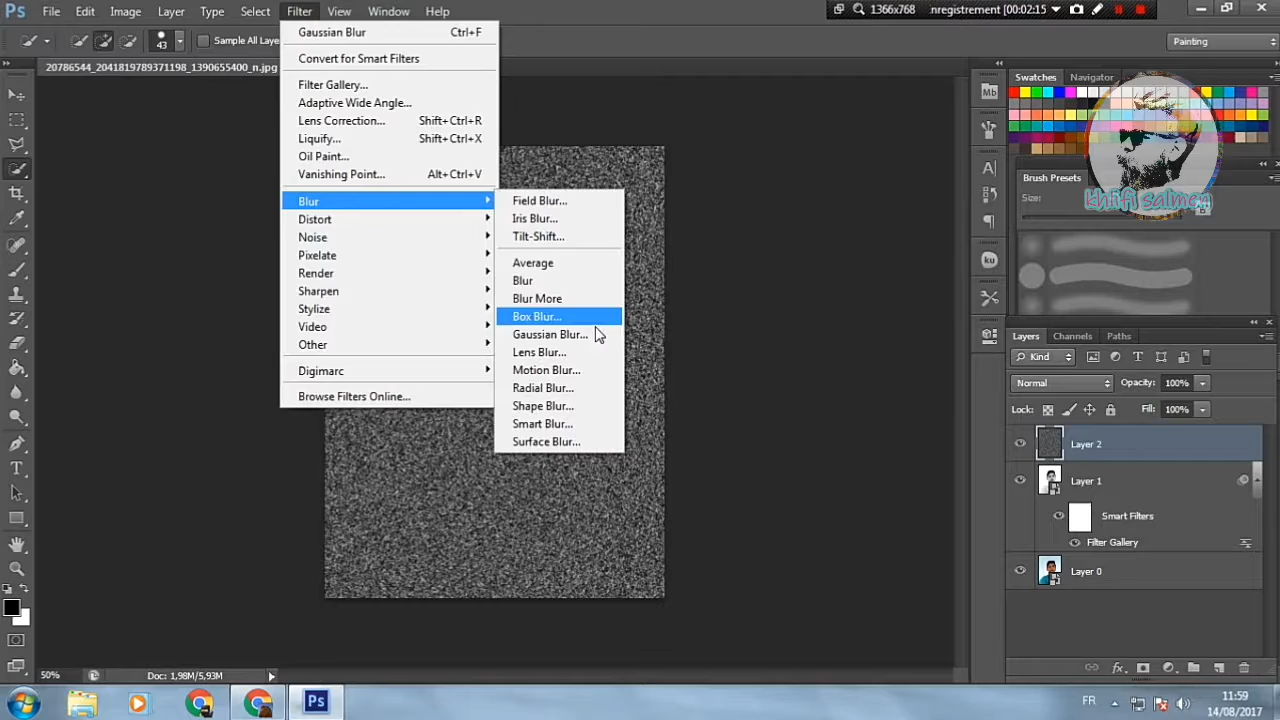 Ps File Edit Image Layer Type Select Filter View Window Help
1366x768 .nregistrement [00:02:15]
43 Sample All Laye
Painting
20786544_2041819789371198_1390655400_n.jpg
Gaussian Blur Ctrl+F
Convert for Smart Filters
Filter Gallery...
Adaptive Wide Angle...
Lens Correction... Shift+Ctrl+R
Liquify... Shift+Ctrl+X
Oil Paint...
Vanishing Point... Alt+Ctrl+V
Blur
Distort
Noise
Pixelate
Render
Sharpen
Stylize
Video
Other
Digimarc
Browse Filters Online...
Field Blur...
Iris Blur...
Tilt-Shift...
Average
Blur
Blur More
Box Blur...
Gaussian Blur...
Lens Blur...
Motion Blur...
Radial Blur...
Shape Blur...
Smart Blur...
Surface Blur...
Mb
ku
Swatches Navigator
khfifi salmen
Brush Presets
Size:
Layers Channels Paths
Kind
Normal Opacity: 100%
Lock: Fill: 100%
Layer 2
Layer 1
Smart Filters
Filter Gallery
Layer 0
50% Doc: 1,98M/5,93M
Ps
FR
11:59
14/08/2017